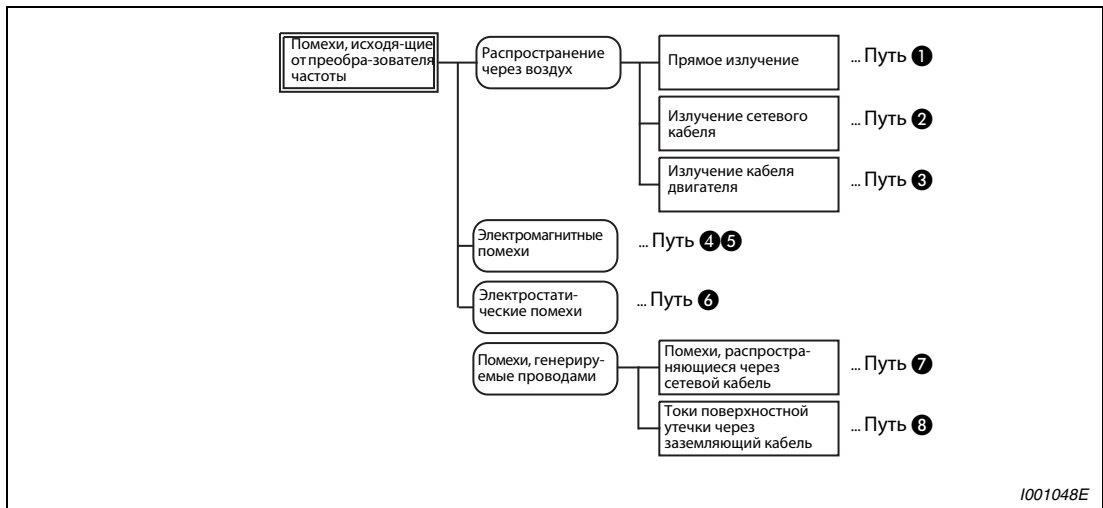 Помехи, исходя-щие
от преобра-зователя
частоты
Распространение
через воздух
Прямое излучение
... Путь ❶
Излучение сетевого
кабеля
... Путь ❷
Излучение кабеля
двигателя
... Путь ❸
Электромагнитные
помехи
... Путь ❹❺
Электростати-
ческие помехи
... Путь ❻
Помехи, генериру-
емые проводами
Помехи, распростра-
няющиеся через
сетевой кабель
... Путь ❼
Токи поверхностной
утечки через
заземляющий кабель
... Путь ❽
I001048E